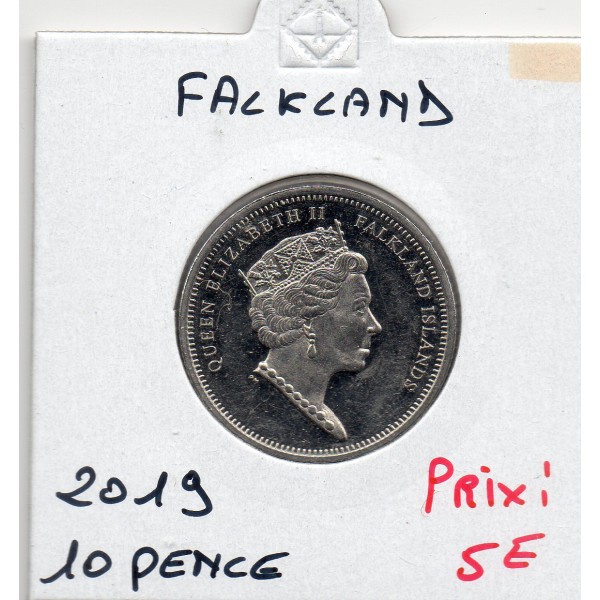 FALKLAND
QUEEN ELIZABETH II FALKLAND ISLANDS
2019
10 PENCE
PRIX:
5E